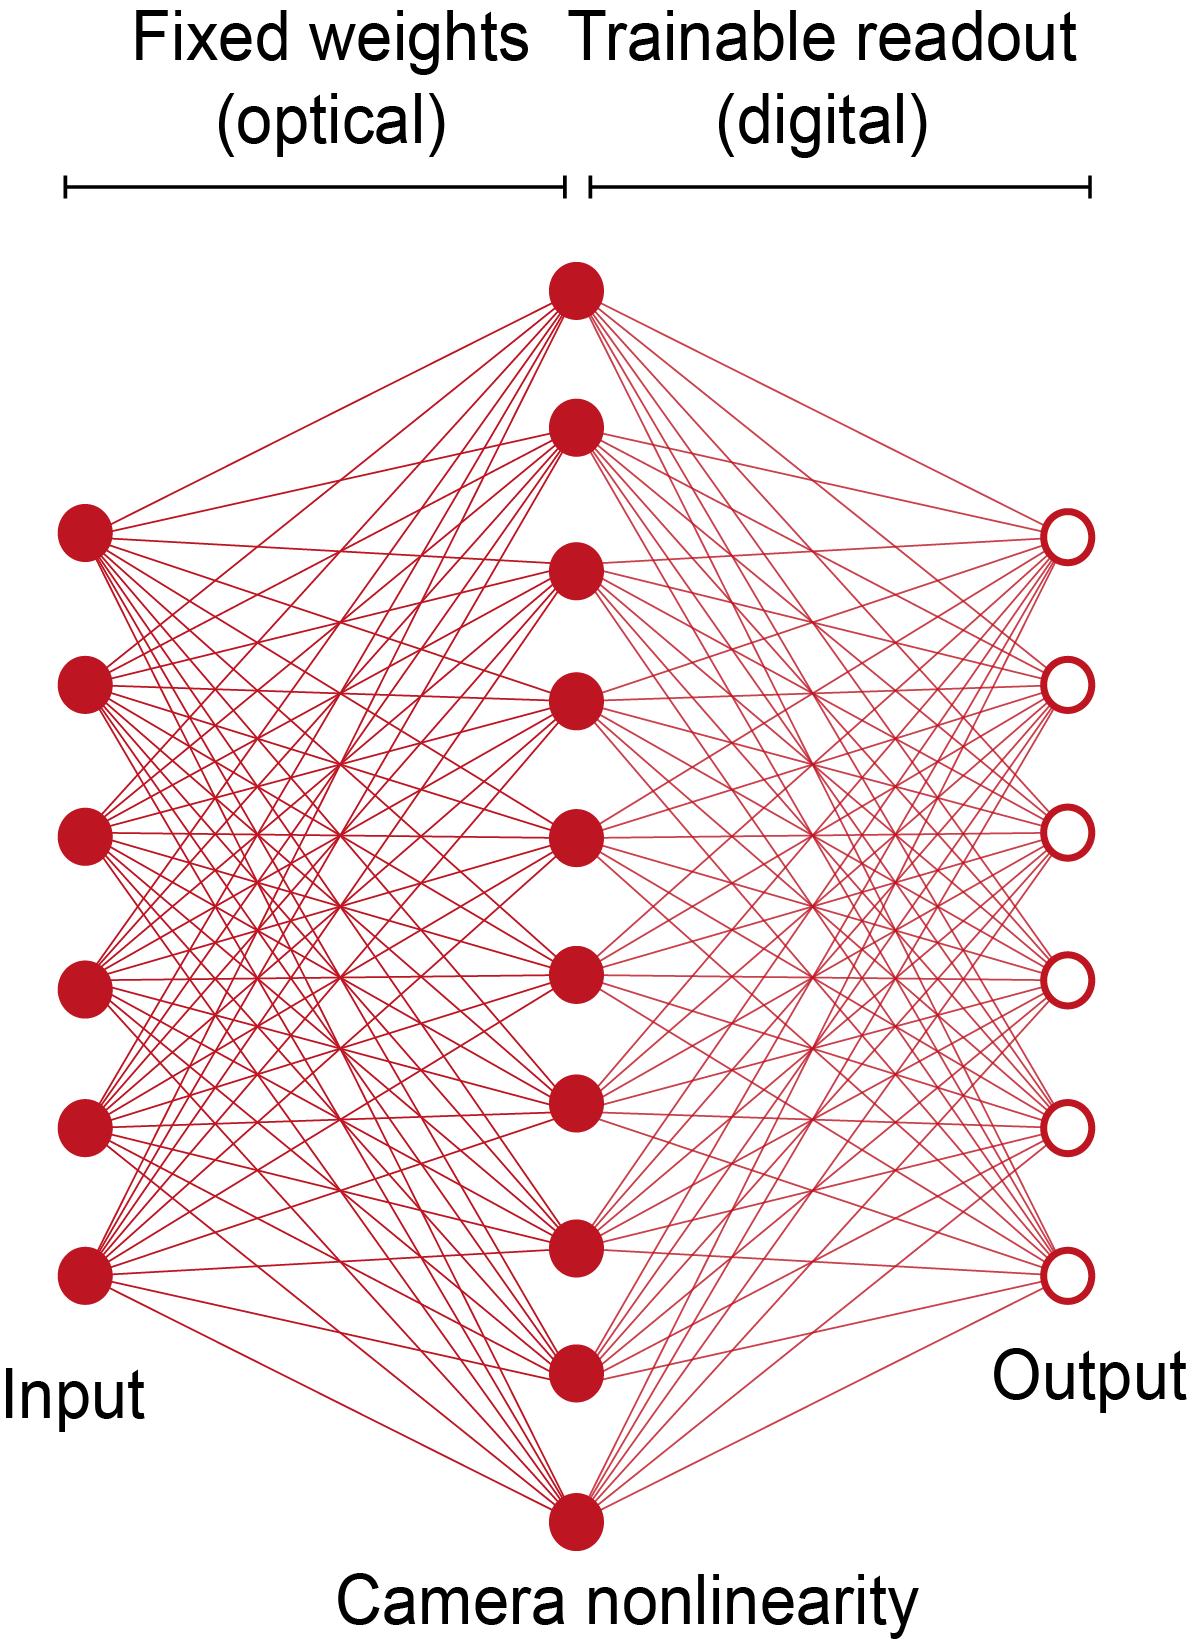 Fixed weights
(optical)
Trainable readout
(digital)
Input
Output
Camera nonlinearity